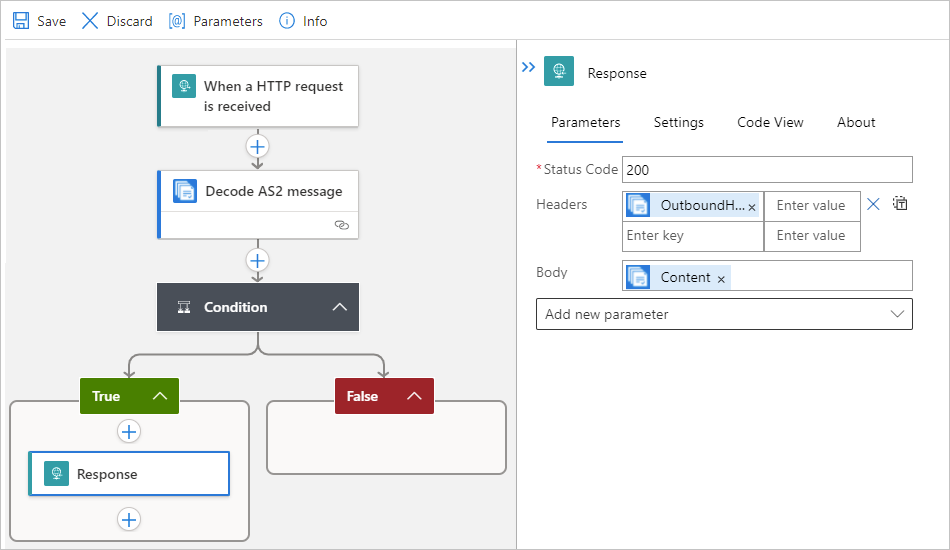 Save Discard Parameters Info
When a HTTP request
is received
Decode AS2 message
Condition
True
False
Response
Response
Parameters Settings Code View About
*Status Code 200
Headers OutboundH... × Enter value
Enter key Enter value
Body Content ×
Add new parameter